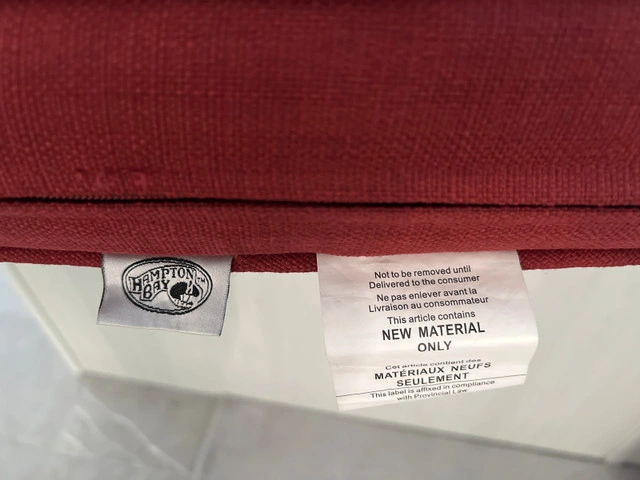 HAMPTON
BAY
TM
Not to be removed until
Delivered to the consumer
Ne pas enlever avant la
Livraison au consommateur
This article contains
NEW MATERIAL
ONLY
Cet article contient des
MATÉRIAUX NEUFS
SEULEMENT
This label is affixed in compliance
with Provincial Law.